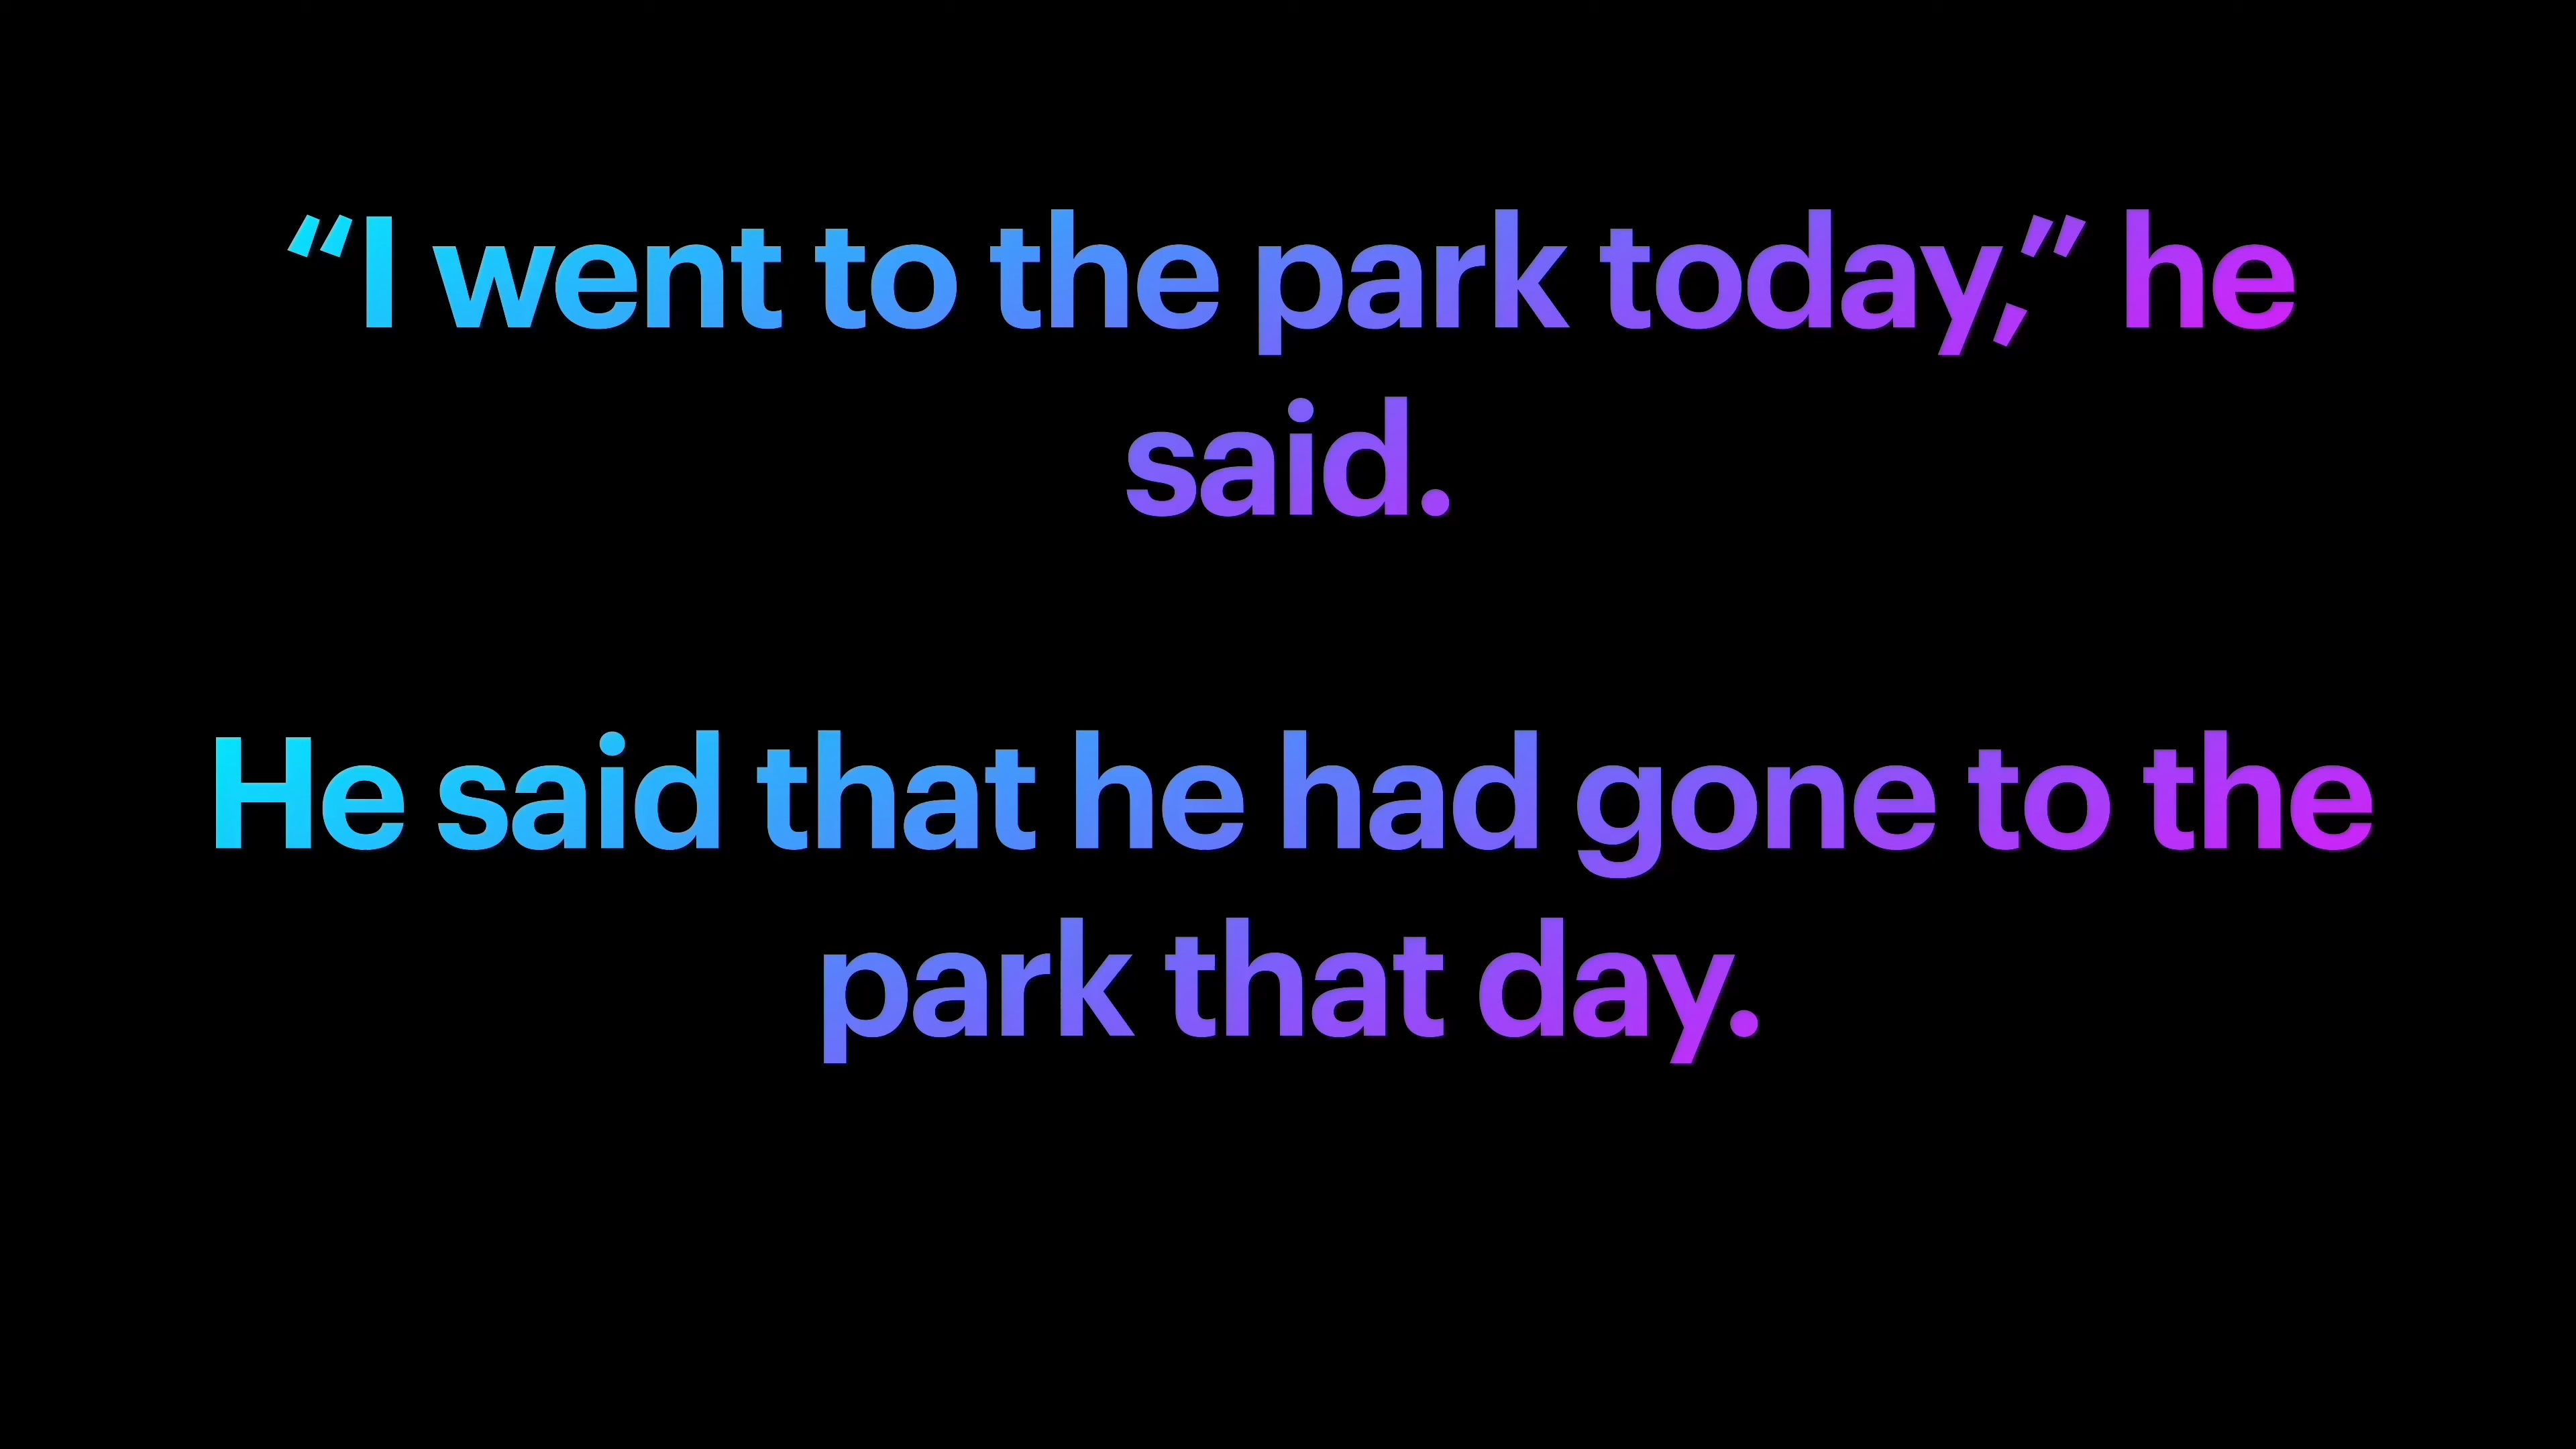 “I went to the park today,” he
said.
He said that he had gone to the
park that day.